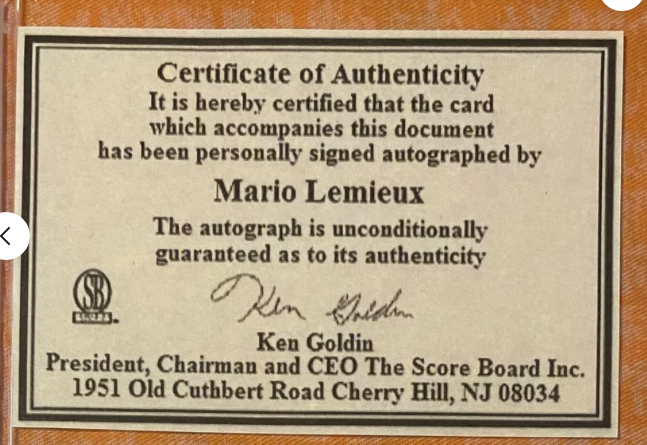 Certificate of Authenticity
It is hereby certified that the card
which accompanies this document
has been personally signed autographed by
Mario Lemieux
The autograph is unconditionally
guaranteed as to its authenticity
SB
Ken Goldin
Ken Goldin
President, Chairman and CEO The Score Board Inc.
1951 Old Cuthbert Road Cherry Hill, NJ 08034